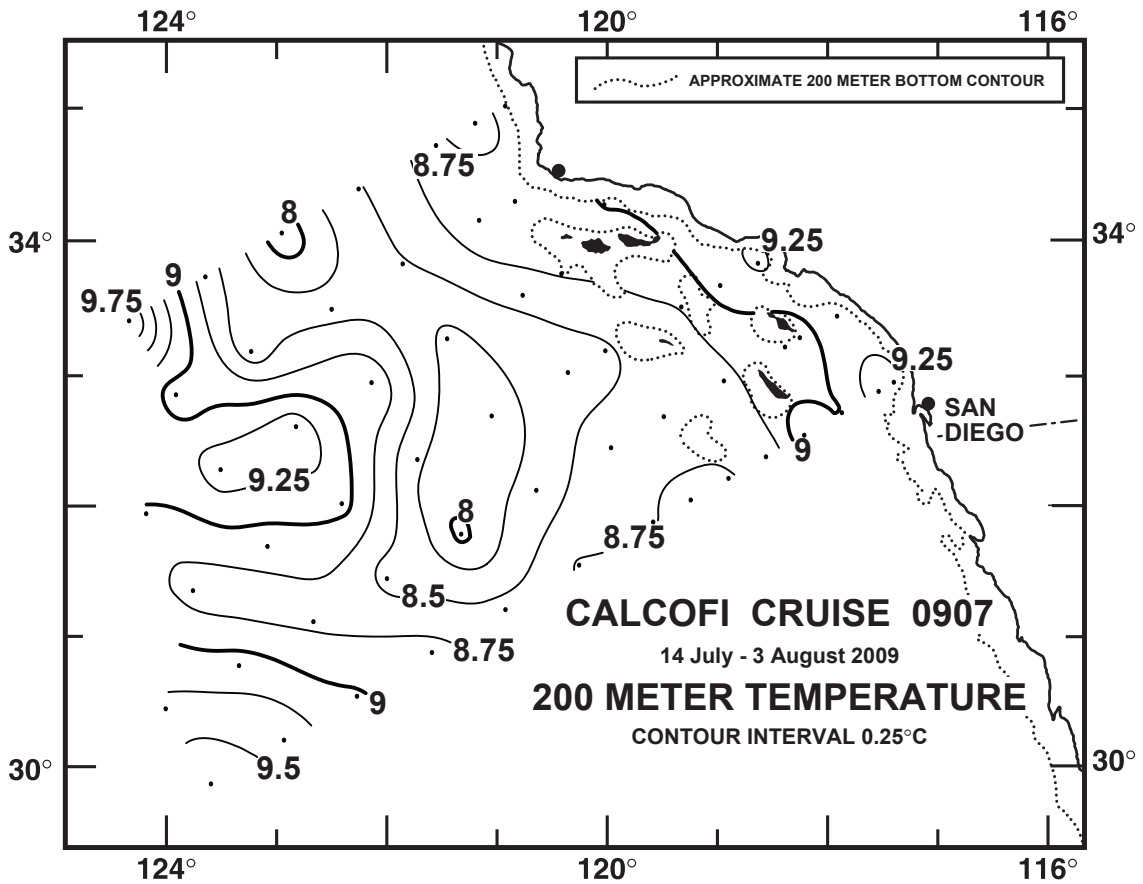 124° 120° 116°
APPROXIMATE 200 METER BOTTOM CONTOUR
8.75
8
34° 9.25 34°
9
9.75
9.25
SAN
DIEGO
9
9.25
8
8.75
8.5
CALCOFI CRUISE 0907
8.75
14 July - 3 August 2009
200 METER TEMPERATURE
9
CONTOUR INTERVAL 0.25°C
9.5
30° 30°
124° 120° 116°